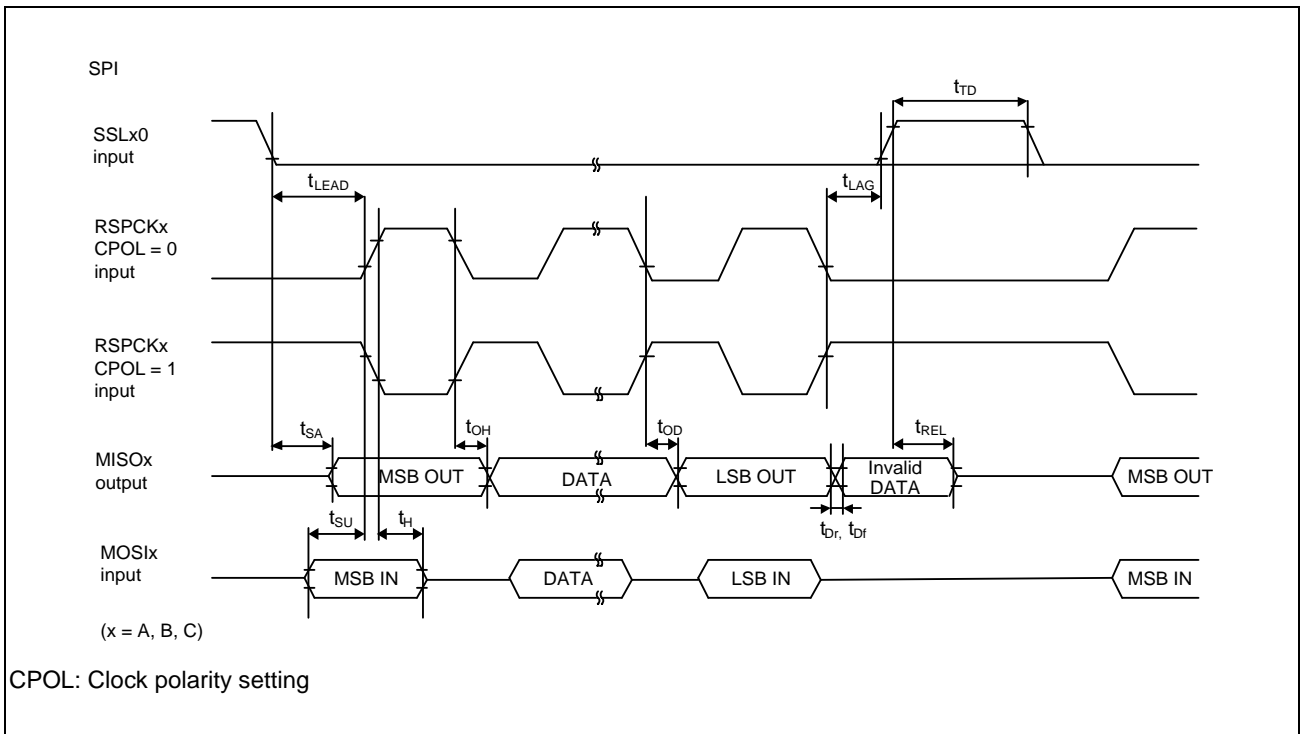 SPI
tTD
SSLx0
input
tLEAD
tLAG
RSPCKx
CPOL = 0
input
RSPCKx
CPOL = 1
input
tSA
tOH
tOD
tREL
MISOx
output
MSB OUT
DATA
LSB OUT
Invalid
DATA
MSB OUT
tSU
tH
tDr, tDf
MOSIx
input
MSB IN
DATA
LSB IN
MSB IN
(x = A, B, C)
CPOL: Clock polarity setting